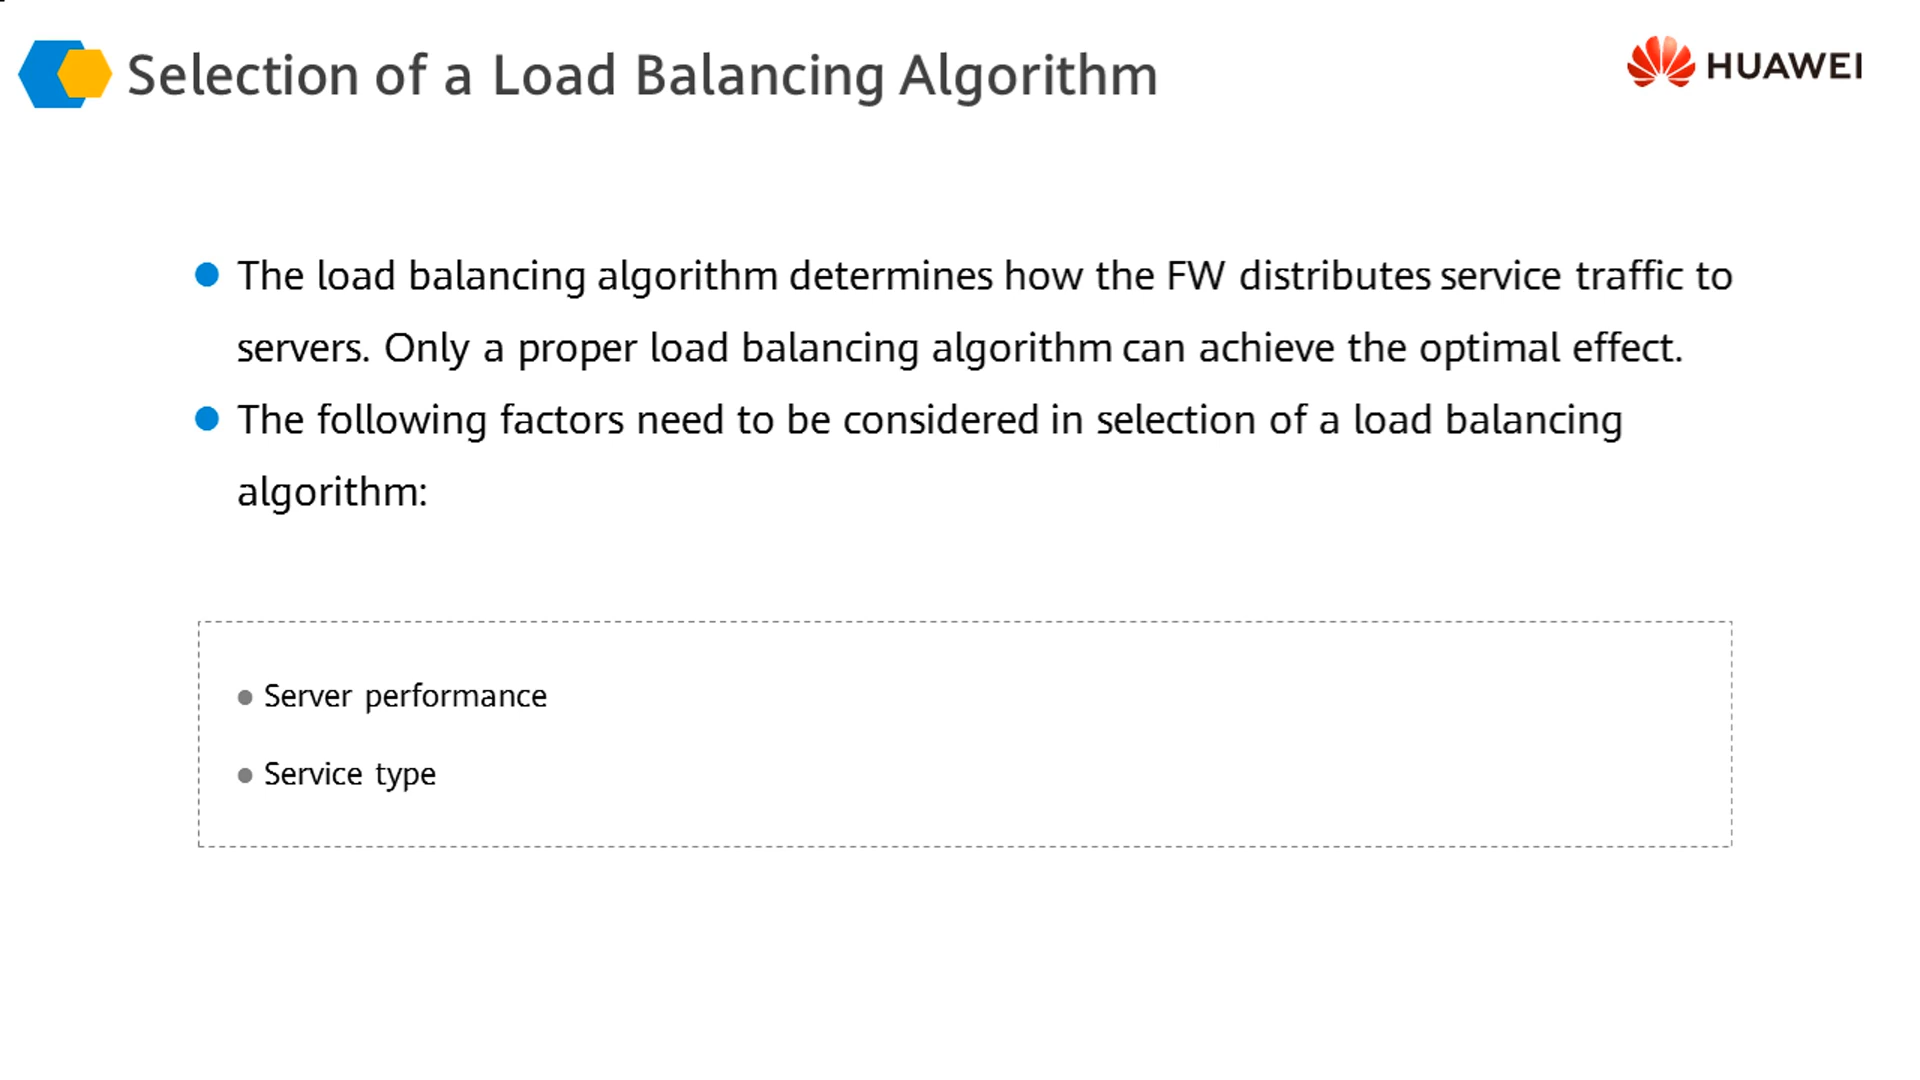 Selection of a Load Balancing Algorithm
HUAWEI
The load balancing algorithm determines how the FW distributes service traffic to
servers. Only a proper load balancing algorithm can achieve the optimal effect.
The following factors need to be considered in selection of a load balancing
algorithm:
Server performance
Service type